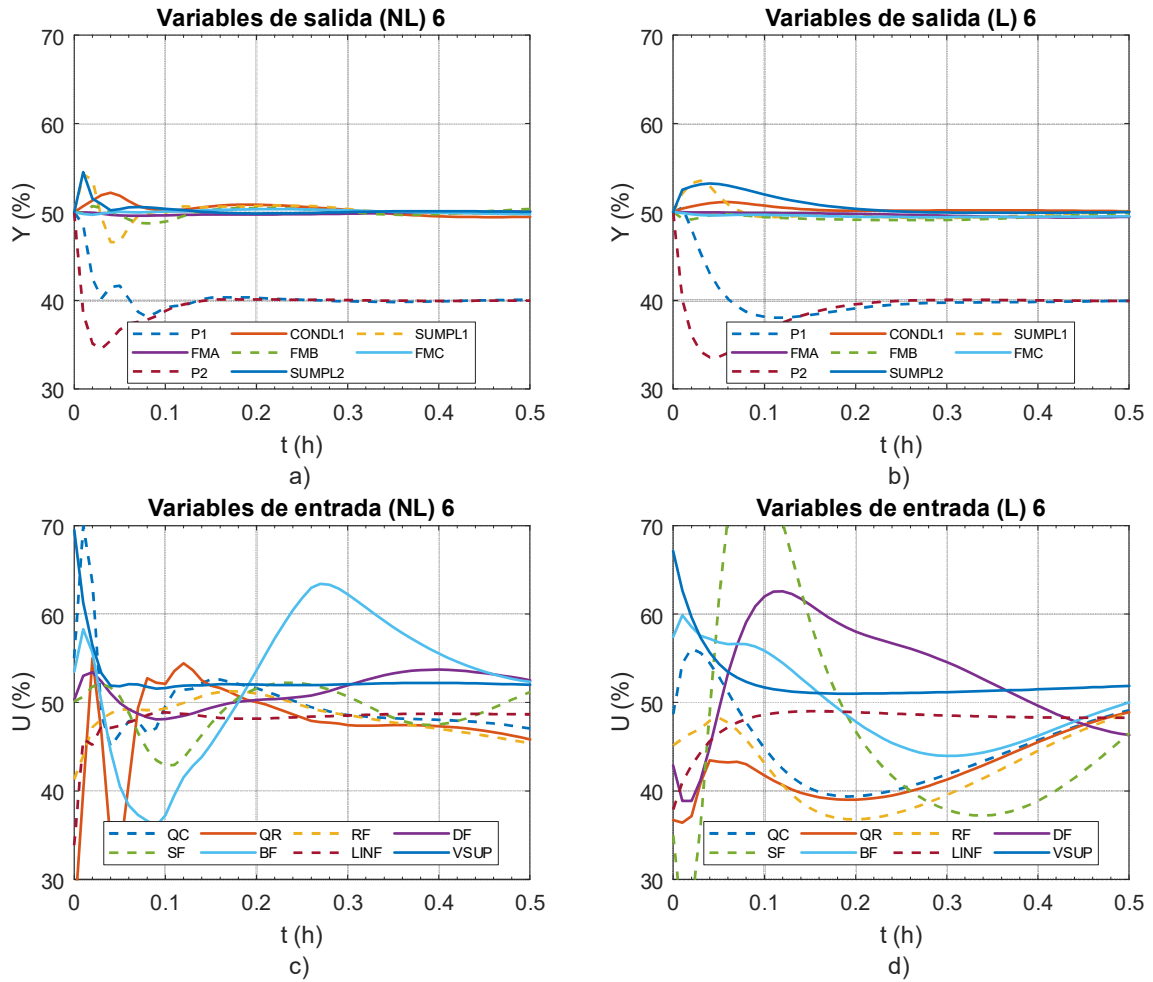 Variables de salida (NL) 6
70
60
50
40
30
Y (%)
P1 CONDL1 SUMPL1
FMA FMB FMC
P2 SUMPL2
0 0.1 0.2 0.3 0.4 0.5
t (h)
a)
Variables de salida (L) 6
70
60
50
40
30
Y (%)
P1 CONDL1 SUMPL1
FMA FMB FMC
P2 SUMPL2
0 0.1 0.2 0.3 0.4 0.5
t (h)
b)
Variables de entrada (NL) 6
70
60
50
40
30
U (%)
QC QR RF DF
SF BF LINF VSUP
0 0.1 0.2 0.3 0.4 0.5
t (h)
c)
Variables de entrada (L) 6
70
60
50
40
30
U (%)
QC QR RF DF
SF BF LINF VSUP
0 0.1 0.2 0.3 0.4 0.5
t (h)
d)